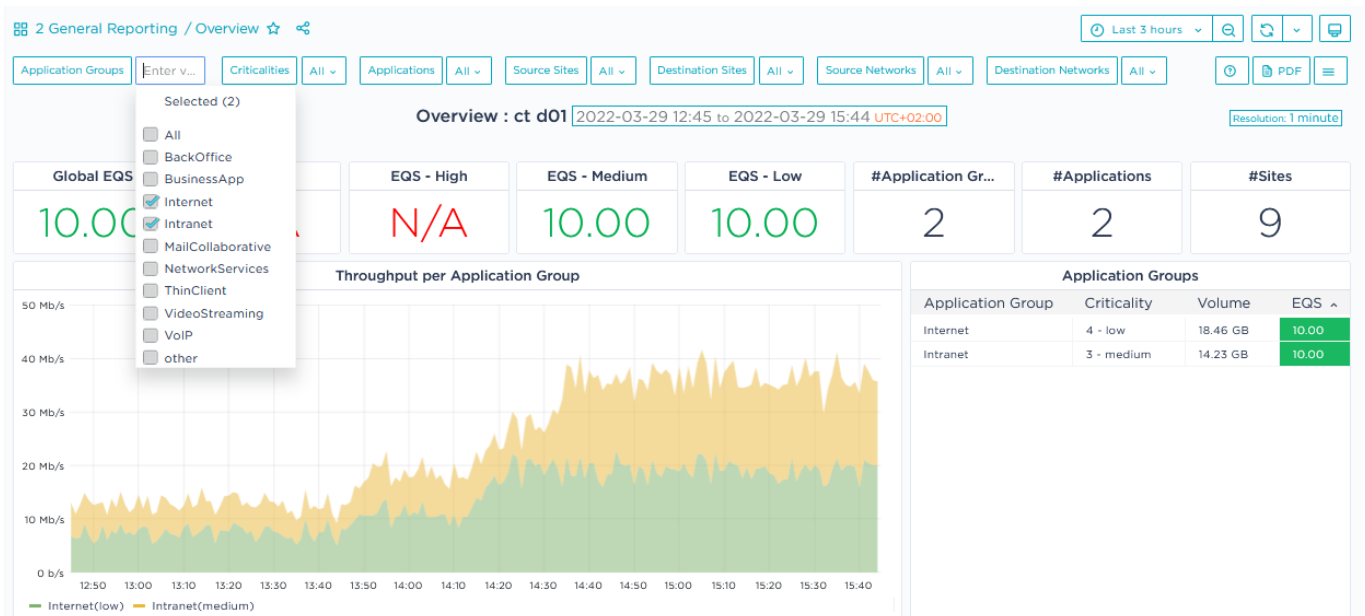 2 General Reporting / Overview
Last 3 hours
Application Groups Enter v... Criticalities All Applications All Source Sites All Destination Sites All Source Networks All Destination Networks All PDF
Selected (2)
All
BackOffice
BusinessApp
Internet
Intranet
MailCollaborative
NetworkServices
ThinClient
VideoStreaming
VoIP
other
Overview : ct d01 2022-03-29 12:45 to 2022-03-29 15:44 UTC+02:00
Resolution: 1 minute
Global EQS EQS - High EQS - Medium EQS - Low #Application Gr... #Applications #Sites
10.00 N/A 10.00 10.00 2 2 9
Throughput per Application Group
50 Mb/s
40 Mb/s
30 Mb/s
20 Mb/s
10 Mb/s
0 b/s
12:50 13:00 13:10 13:20 13:30 13:40 13:50 14:00 14:10 14:20 14:30 14:40 14:50 15:00 15:10 15:20 15:30 15:40
Internet(low) Intranet(medium)
Application Groups
Application Group Criticality Volume EQS
Internet 4 - low 18.46 GB 10.00
Intranet 3 - medium 14.23 GB 10.00